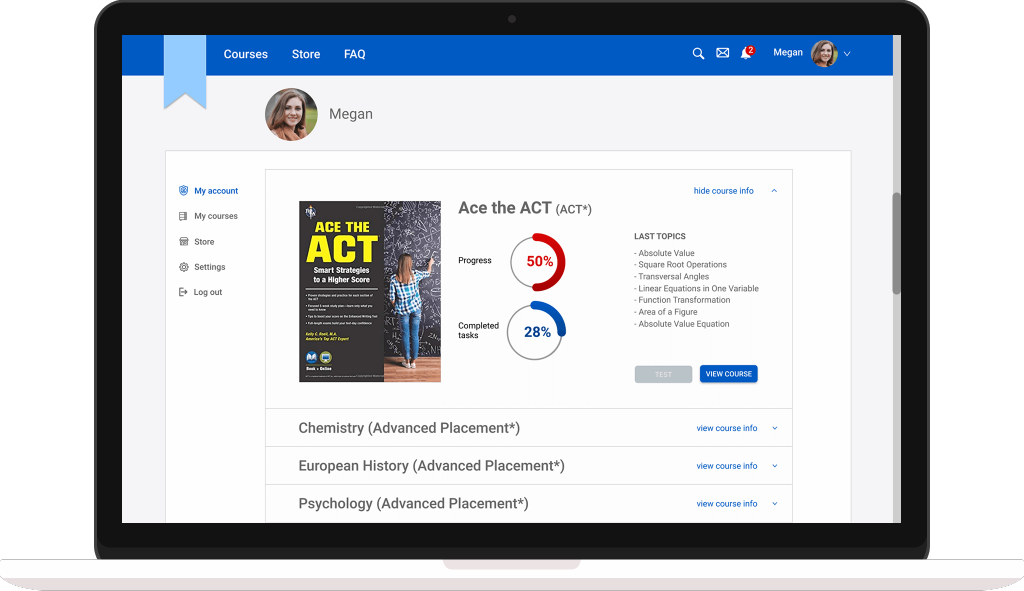 Courses Store FAQ
2
Megan
Megan
My account
My courses
Store
Settings
Log out
hide course info
ACE THE
ACT
Smart Strategies
to a Higher Score
Kelly C. Roell, M.A.
America's Top ACT Expert
Book + Online
Ace the ACT (ACT*)
Progress
50%
Completed
tasks
28%
LAST TOPICS
- Absolute Value
- Square Root Operations
- Transversal Angles
- Linear Equations in One Variable
- Function Transformation
- Area of a Figure
- Absolute Value Equation
TEST
VIEW COURSE
Chemistry (Advanced Placement*)
view course info
European History (Advanced Placement*)
view course info
Psychology (Advanced Placement*)
view course info